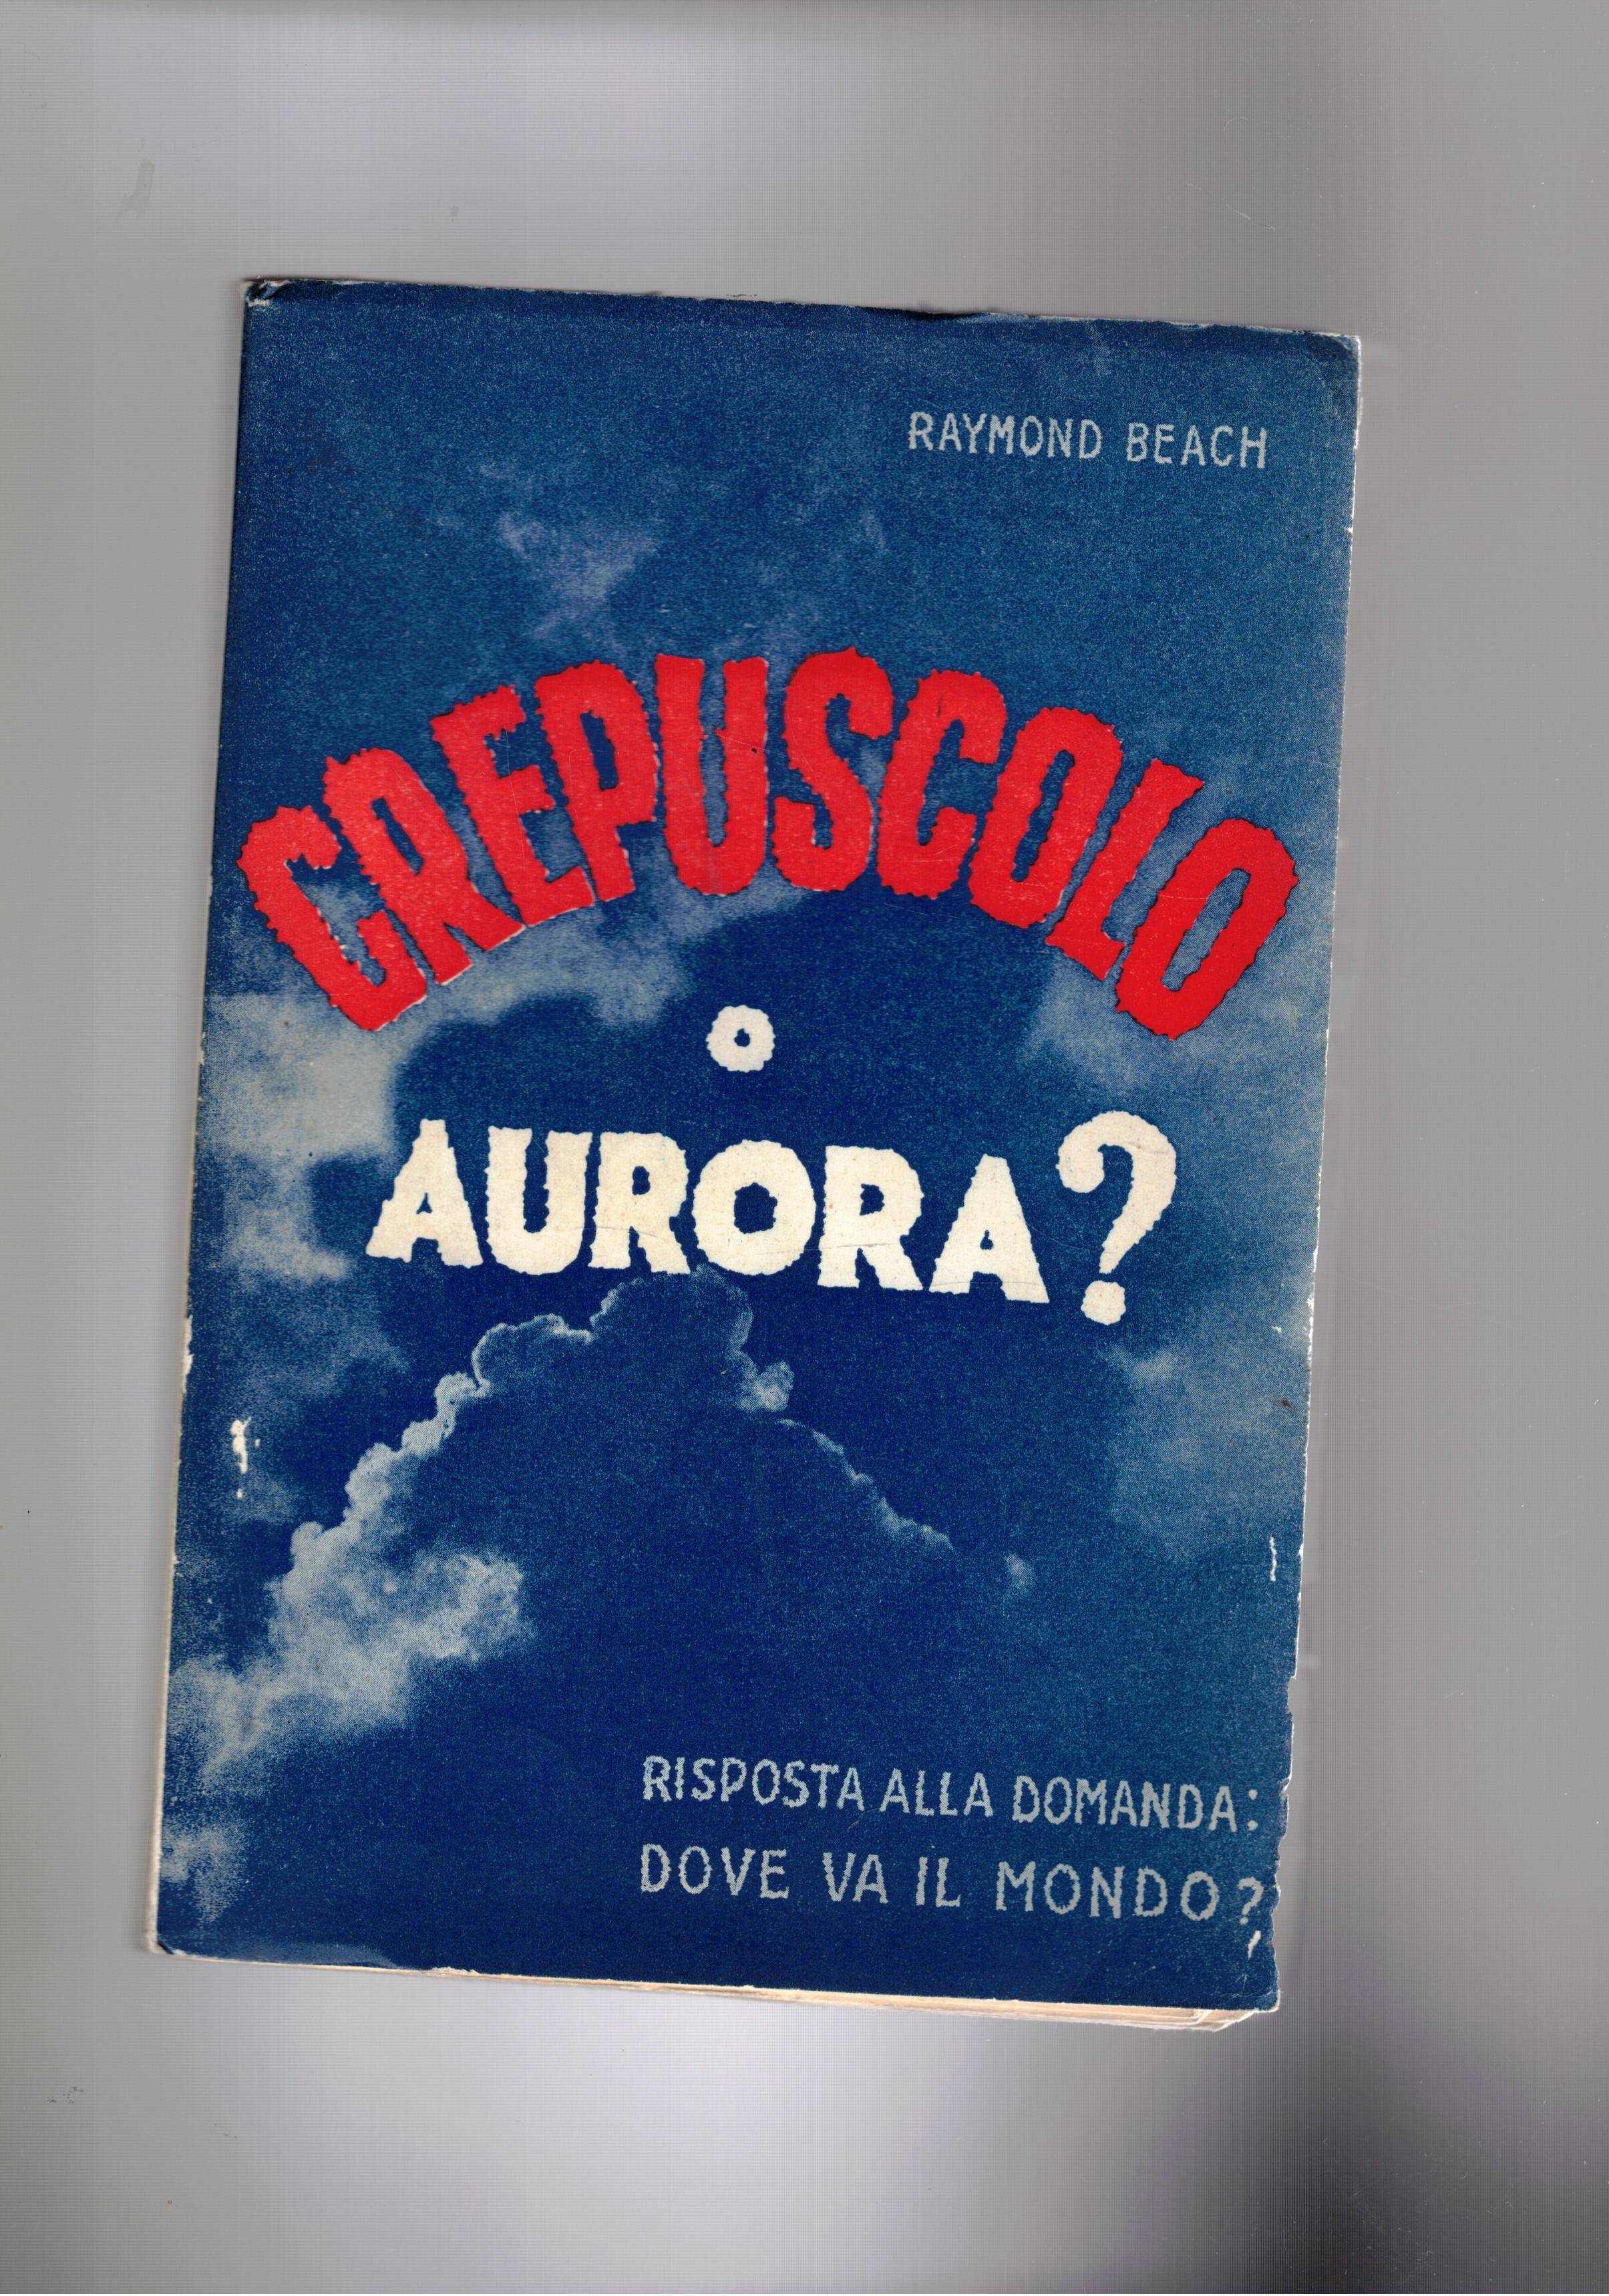 RAYMOND BEACH
CREPUSCOLO
O
AURORA?
RISPOSTA ALLA DOMANDA:
DOVE VA IL MONDO?